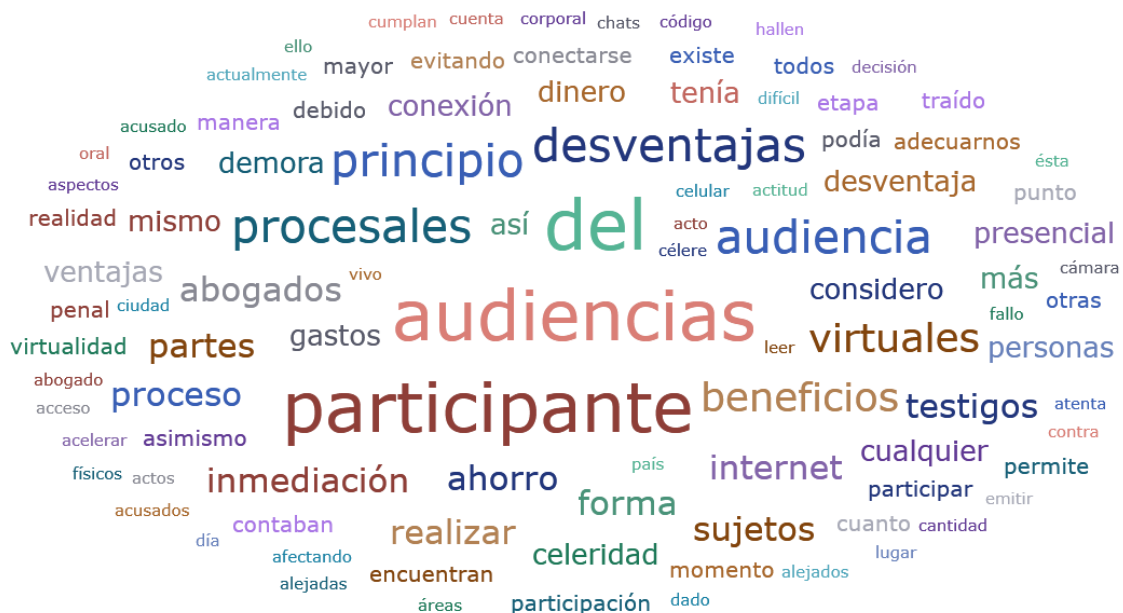 cumplan cuenta corporal chats código hallen
ello mayor evitando conectarse existe todos decisión
actualmente debido conexión dinero tenía difícil etapa traído
acusado manera principio desventajas podía adecuarnos
oral otros demora ésta
aspectos celular actitud desventaja punto
realidad mismo procesales así del acto audiencia presencial
célere
ventajas abogados vivo considero más cámara
penal ciudad audiencias fallo otras
virtualidad partes gastos leer virtuales personas
abogado proceso participante beneficios testigos atenta
acceso
acelerar asimismo cualquier contra
físicos actos inmediación ahorro país internet participar permite
acusados contaban realizar forma sujetos cuanto cantidad emitir
día afectando celeridad lugar
alejadas encuentran momento alejados
áreas participación dado